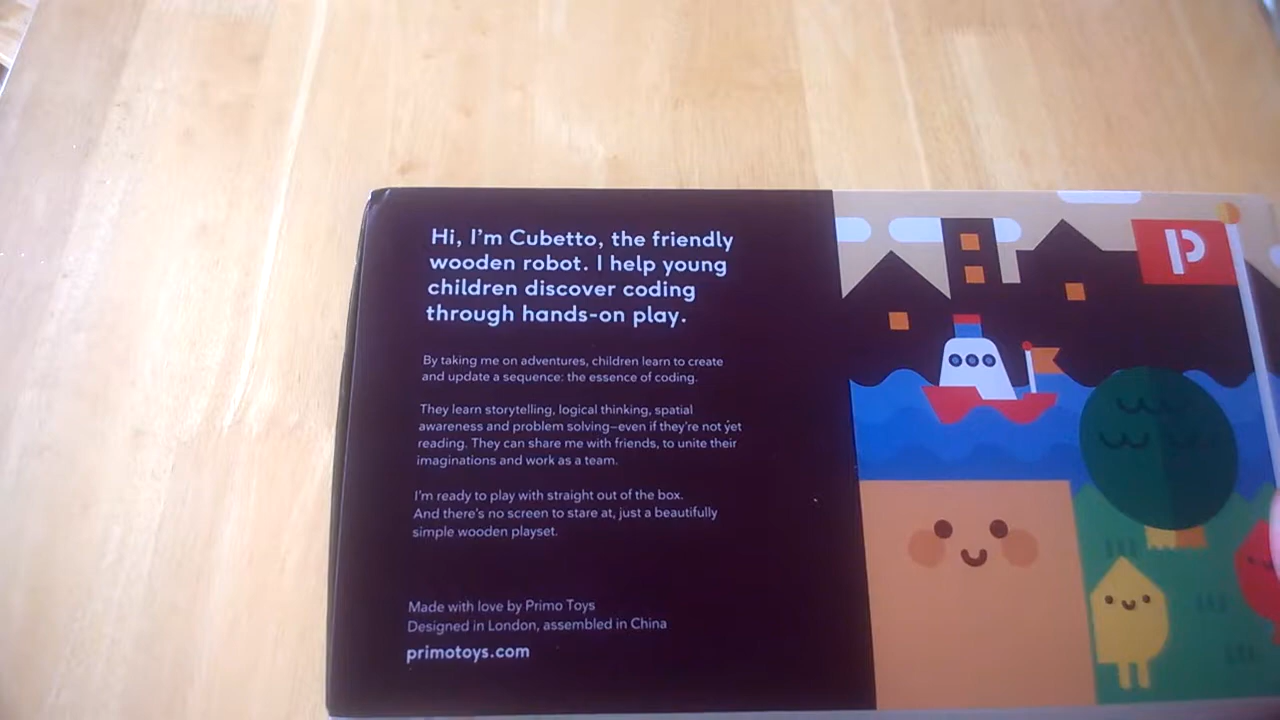 Hi, I'm Cubetto, the friendly
wooden robot. I help young
children discover coding
through hands-on play.
By taking me on adventures, children learn to create
and update a sequence: the essence of coding.
They learn storytelling, logical thinking, spatial
awareness and problem solving—even if they're not yet
reading. They can share me with friends, to unite their
imaginations and work as a team.
I'm ready to play with straight out of the box.
And there's no screen to stare at, just a beautifully
simple wooden playset.
Made with love by Primo Toys
Designed in London, assembled in China
primotoys.com
P